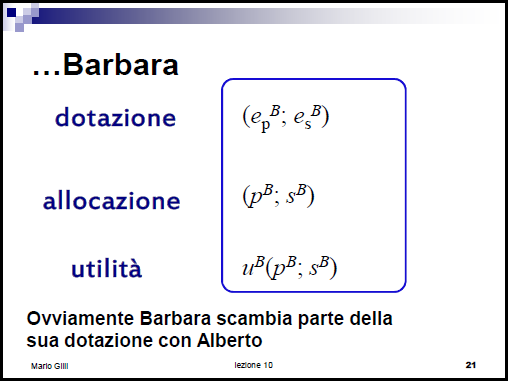 …Barbara
dotazione (e_p^B; e_s^B)
allocazione (p^B; s^B)
utilità u^B(p^B; s^B)
Ovviamente Barbara scambia parte della
sua dotazione con Alberto
Mario Gilli lezione 10 21